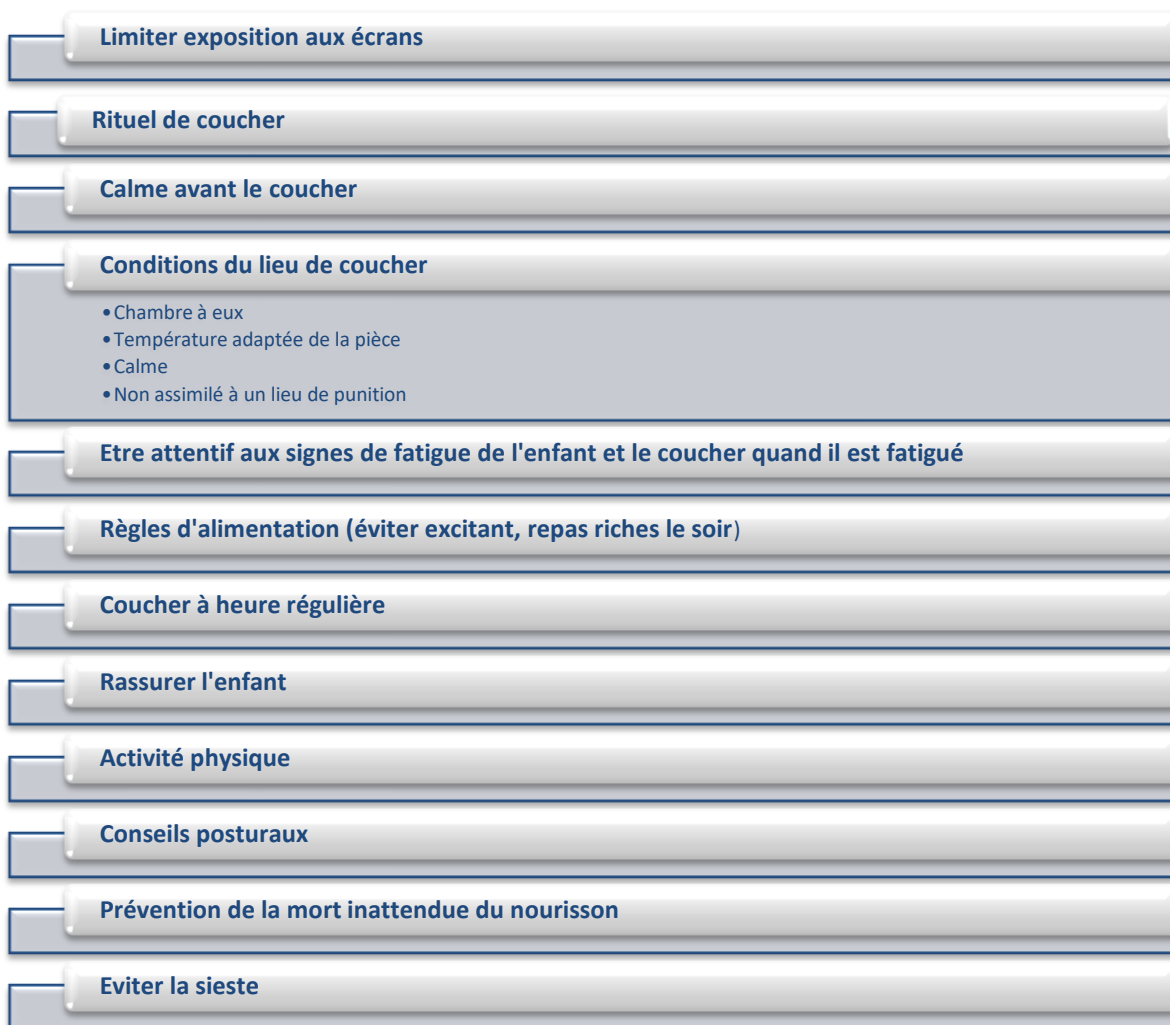 Limiter exposition aux écrans
Rituel de coucher
Calme avant le coucher
Conditions du lieu de coucher
•Chambre à eux
•Température adaptée de la pièce
•Calme
•Non assimilé à un lieu de punition
Etre attentif aux signes de fatigue de l'enfant et le coucher quand il est fatigué
Règles d'alimentation (éviter excitant, repas riches le soir)
Coucher à heure régulière
Rassurer l'enfant
Activité physique
Conseils posturaux
Prévention de la mort inattendue du nourisson
Eviter la sieste